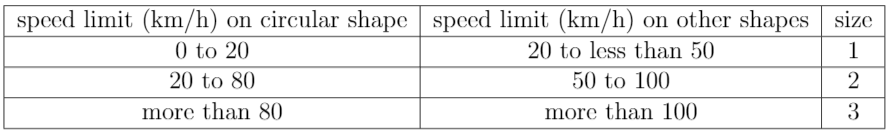 speed limit (km/h) on circular shape speed limit (km/h) on other shapes size
0 to 20 20 to less than 50 1
20 to 80 50 to 100 2
more than 80 more than 100 3